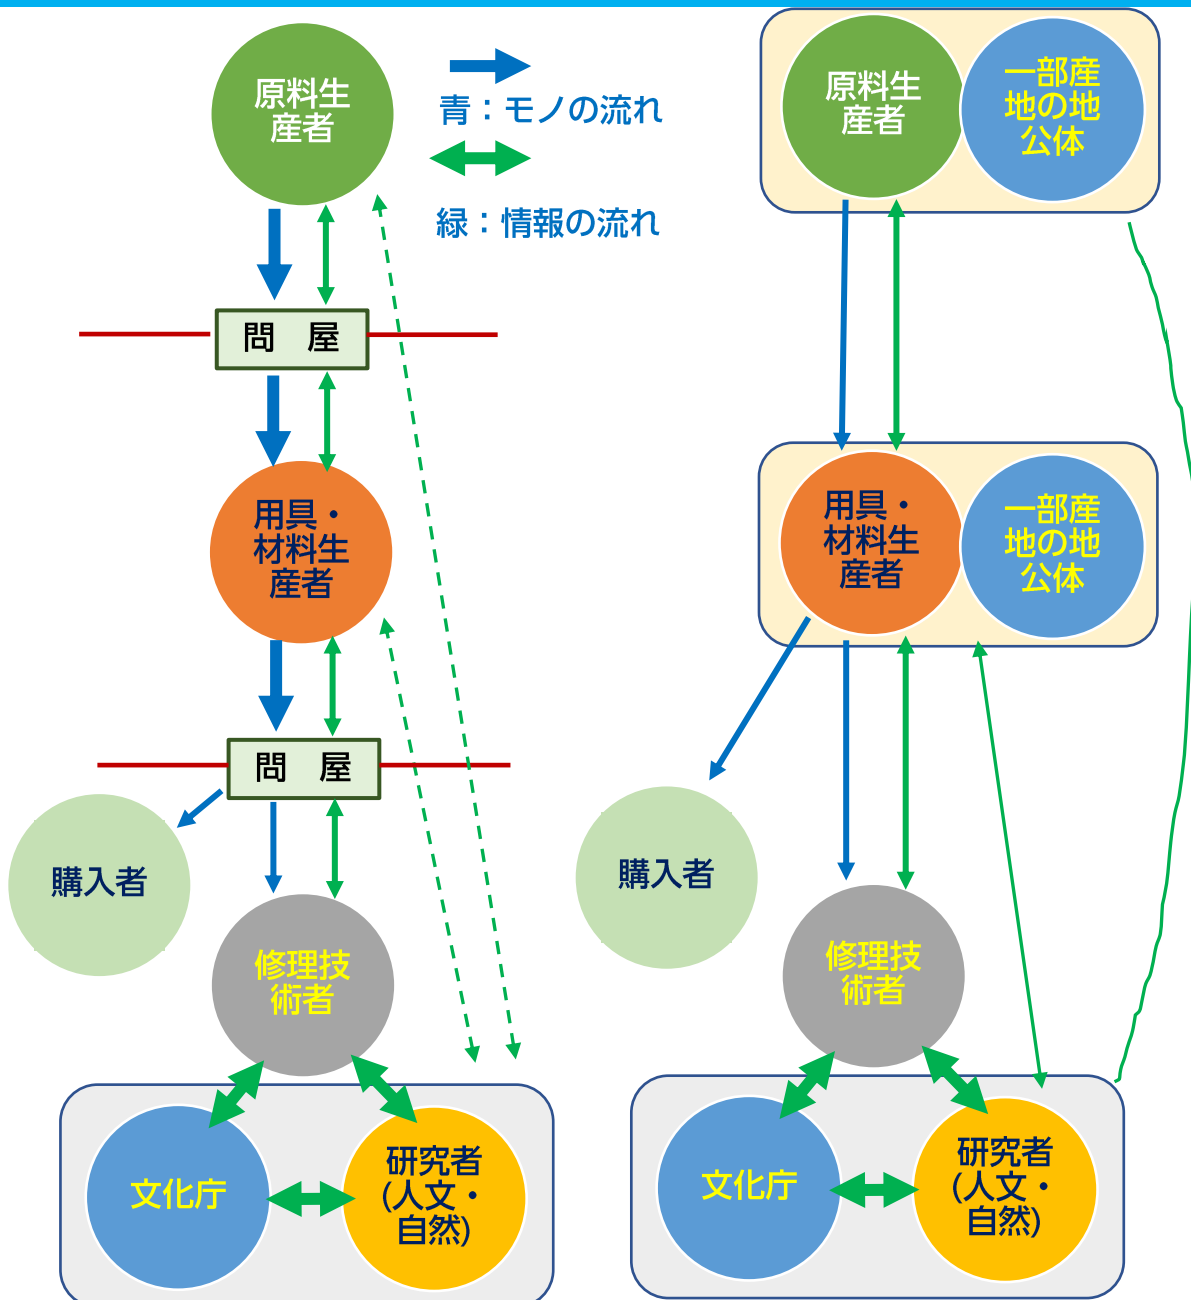 原料生
産者
青：モノの流れ
緑：情報の流れ
問　屋
用具・
材料生
産者
問　屋
購入者
修理技
術者
文化庁
研究者
(人文・
自然)
原料生
産者
一部産
地の地
公体
用具・
材料生
産者
一部産
地の地
公体
購入者
修理技
術者
文化庁
研究者
(人文・
自然)